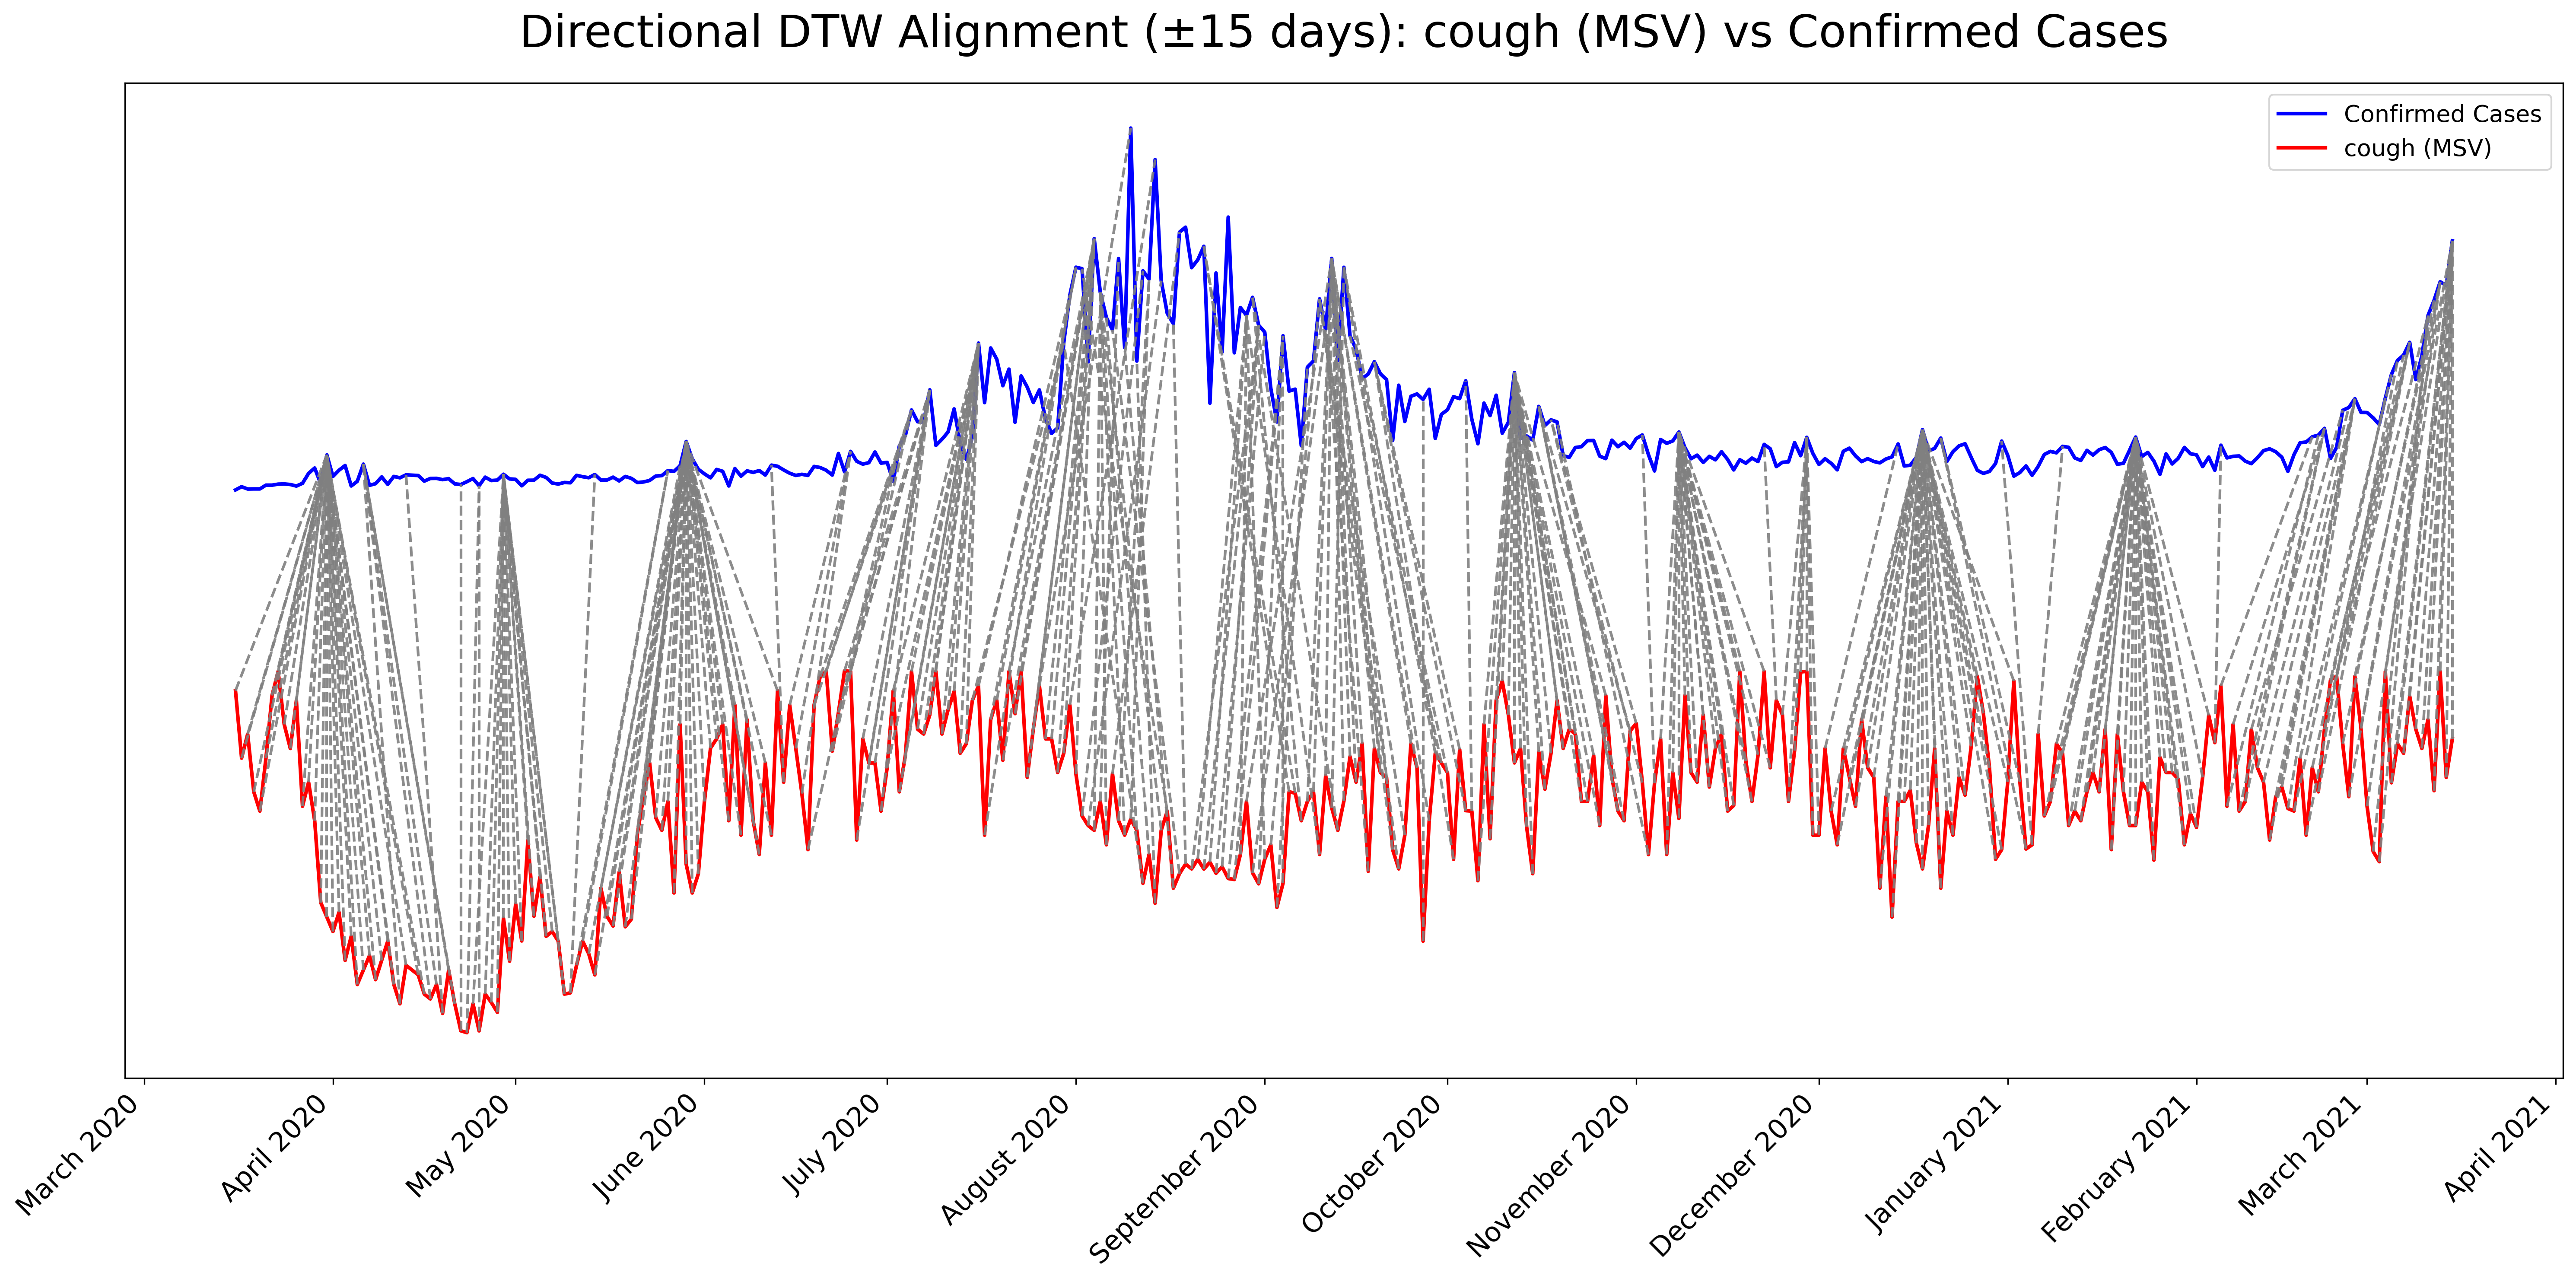 Directional DTW Alignment (±15 days): cough (MSV) vs Confirmed Cases
Confirmed Cases
cough (MSV)
March 2020
April 2020
May 2020
June 2020
July 2020
August 2020
September 2020
October 2020
November 2020
December 2020
January 2021
February 2021
March 2021
April 2021